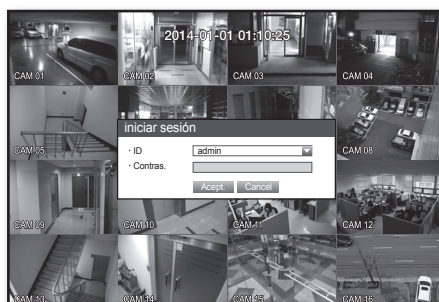 2014-01-01 01:10:25
CAM 01
CAM 02
CAM 03
CAM 04
CAM 05
CAM 08
iniciar sesión
· ID
admin
· Contras.
Acept.
Cancel
CAM 09
CAM 10
CAM 11
CAM 12
CAM 13
CAM 14
CAM 15
CAM 16